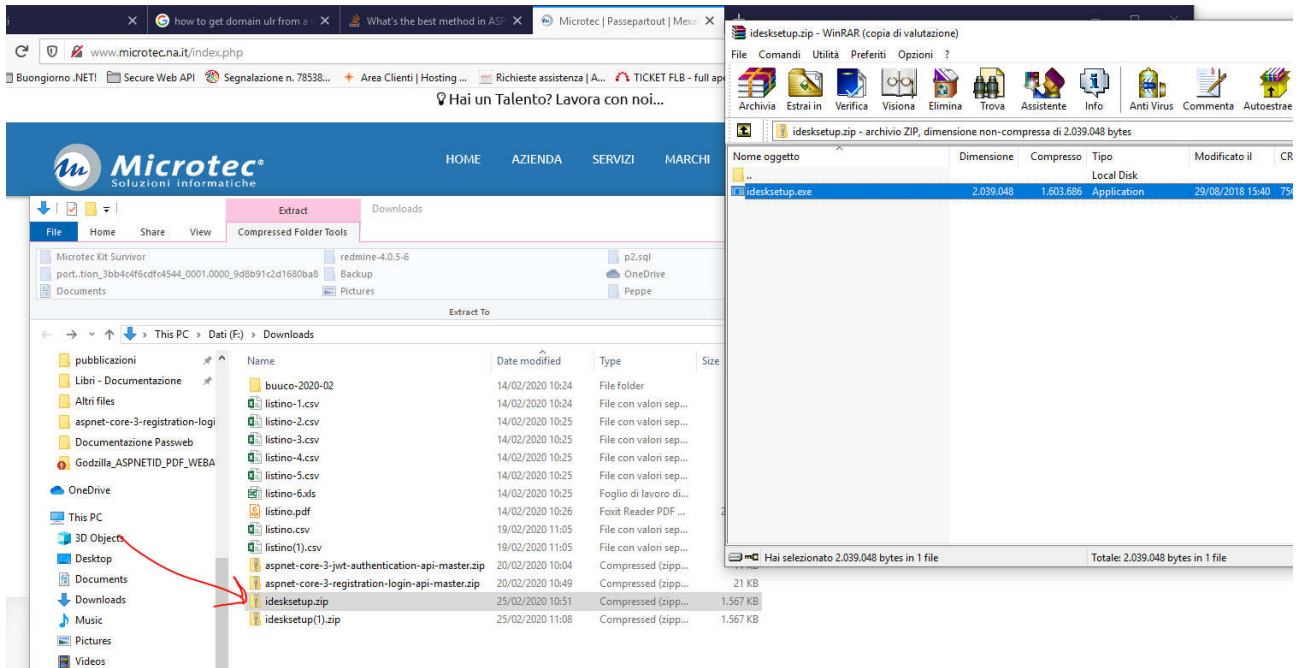 how to get domain ulr from a
What's the best method in ASP
Microtec | Passepartout | Mexa
www.microtec.na.it/index.php
Buongiorno .NET!
Secure Web API
Segnalazione n. 78538...
Area Clienti | Hosting ...
Richieste assistenza | A...
TICKET FLB - full ape
Hai un Talento? Lavora con noi...
Microtec
Soluzioni informatiche
HOME AZIENDA SERVIZI MARCHI
Extract
Downloads
File Home Share View Compressed Folder Tools
Microtec Kit Survivor
redmine-4.0.5-6
p2.sql
port..tion_3bb4c4f6cdfc4544_0001.0000_9d8b91c2d1680ba8
Backup
OneDrive
Documents
Pictures
Peppe
Extract To
This PC > Dati (F:) > Downloads
pubblicazioni
Libri - Documentazione
Altri files
aspnet-core-3-registration-logi
Documentazione Passweb
Godzilla_ASPNETID_PDF_WEBA
OneDrive
This PC
3D Objects
Desktop
Documents
Downloads
Music
Pictures
Videos
Name Date modified Type Size
buuco-2020-02 14/02/2020 10:24 File folder
listino-1.csv 14/02/2020 10:24 File con valori sep...
listino-2.csv 14/02/2020 10:25 File con valori sep...
listino-3.csv 14/02/2020 10:25 File con valori sep...
listino-4.csv 14/02/2020 10:25 File con valori sep...
listino-5.csv 14/02/2020 10:25 File con valori sep...
listino-6.xls 14/02/2020 10:25 Foglio di lavoro di...
listino.pdf 14/02/2020 10:26 Foxit Reader PDF ...
listino.csv 19/02/2020 11:05 File con valori sep...
listino(1).csv 19/02/2020 11:05 File con valori sep...
aspnet-core-3-jwt-authentication-api-master.zip 20/02/2020 10:04 Compressed (zipp...
aspnet-core-3-registration-login-api-master.zip 20/02/2020 10:49 Compressed (zipp... 21 KB
idesksetup.zip 25/02/2020 10:51 Compressed (zipp... 1.567 KB
idesksetup(1).zip 25/02/2020 11:08 Compressed (zipp... 1.567 KB
idesksetup.zip - WinRAR (copia di valutazione)
File Comandi Utilità Preferiti Opzioni ?
Archivia Estrai in Verifica Visiona Elimina Trova Assistente Info Anti Virus Commenta Autoestrae
idesksetup.zip - archivio ZIP, dimensione non-compressa di 2.039.048 bytes
Nome oggetto Dimensione Compresso Tipo Modificato il CR
.. Local Disk
idesksetup.exe 2.039.048 1.603.686 Application 29/08/2018 15:40 750
Hai selezionato 2.039.048 bytes in 1 file
Totale: 2.039.048 bytes in 1 file